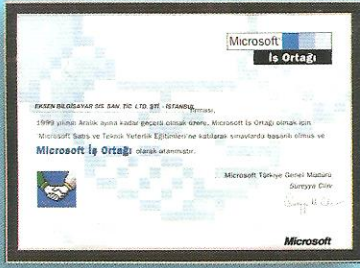 Microsoft
İş Ortağı
EKSEN BİLGİSAYAR SİS. SAN. TİC. LTD. ŞTİ. - İSTANBUL firması,
1999 yılının Aralık ayına kadar geçerli olmak üzere, Microsoft İş Ortağı olmak için
Microsoft Satış ve Teknik Yeterlik Eğitimleri'ne katılarak sınavlarda başarılı olmuş ve
Microsoft İş Ortağı olarak atanmıştır.
Microsoft Türkiye Genel Müdürü
Süreyya Ciliv
Microsoft